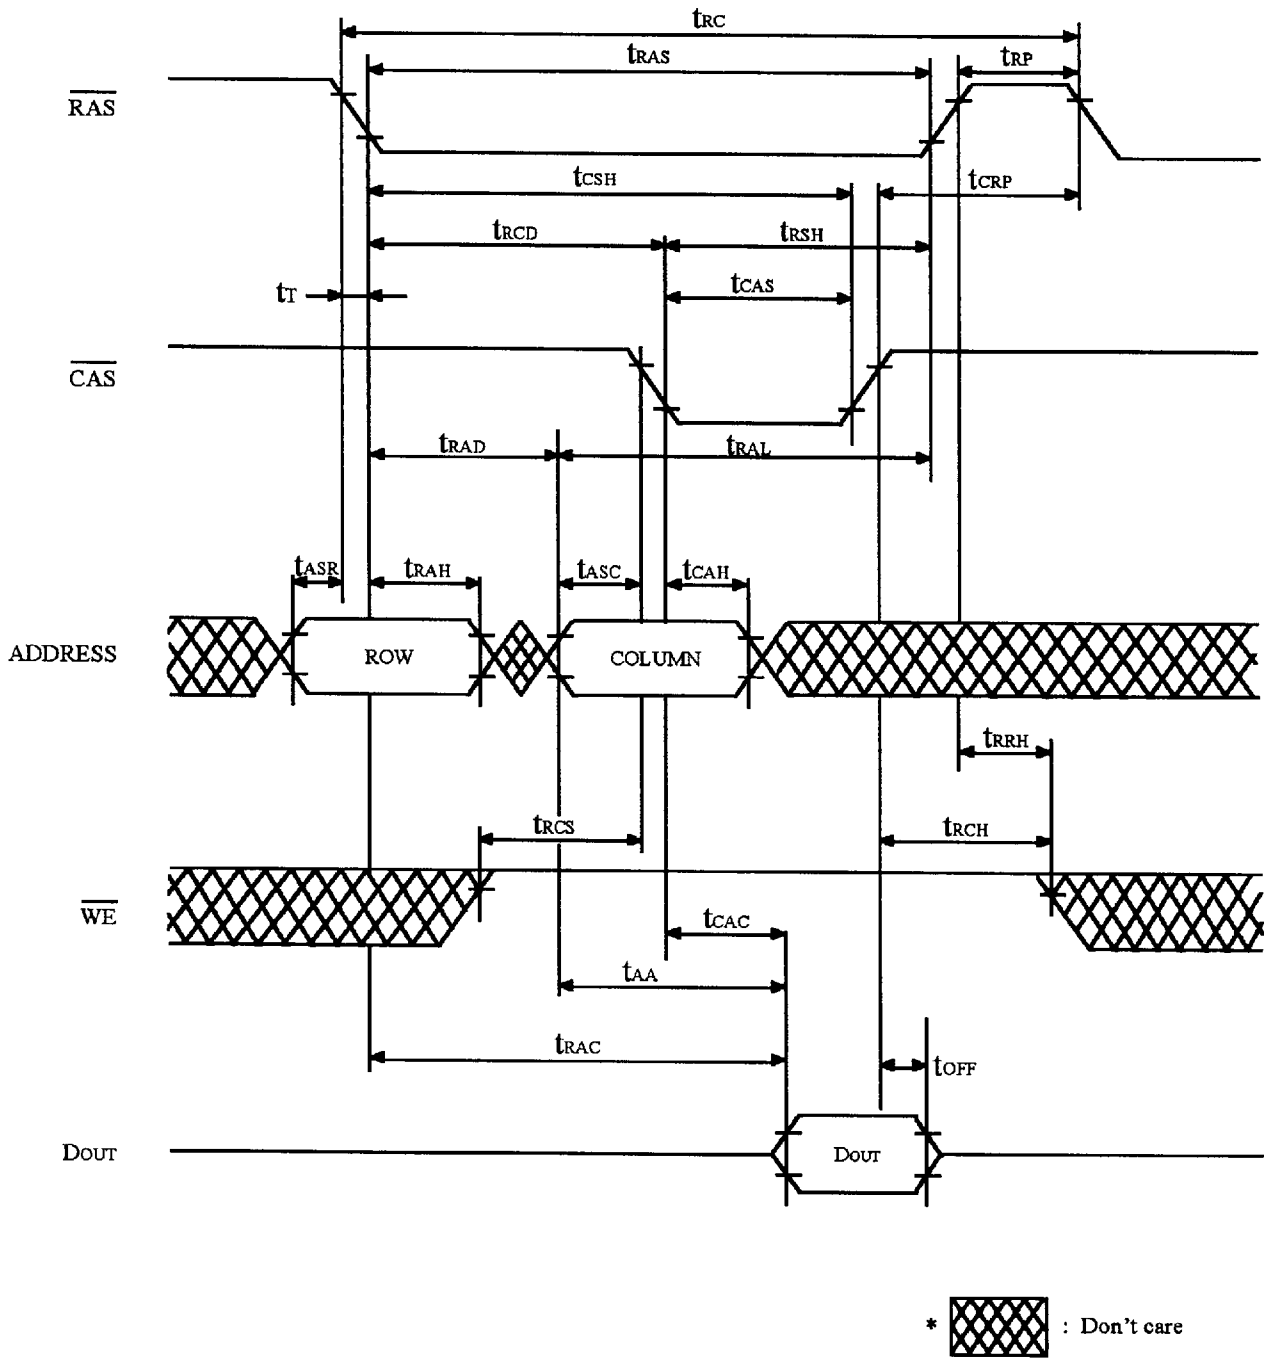 tRC
tRAS
tRP
RAS
tCSH
tCRP
tRCD
tRSH
tT
tCAS
CAS
tRAD
tRAL
tASR
tRAH
tASC
tCAH
ADDRESS
ROW
COLUMN
tRRH
tRCS
tRCH
WE
tCAC
tAA
tRAC
tOFF
DOUT
DOUT
* : Don't care